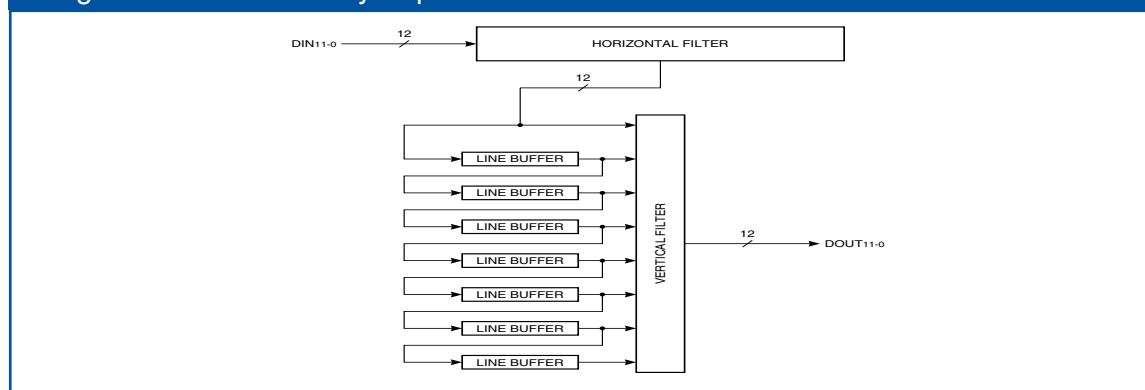 DIN11-0
12
HORIZONTAL FILTER
12
LINE BUFFER
LINE BUFFER
LINE BUFFER
LINE BUFFER
LINE BUFFER
LINE BUFFER
LINE BUFFER
VERTICAL FILTER
12
DOUT11-0